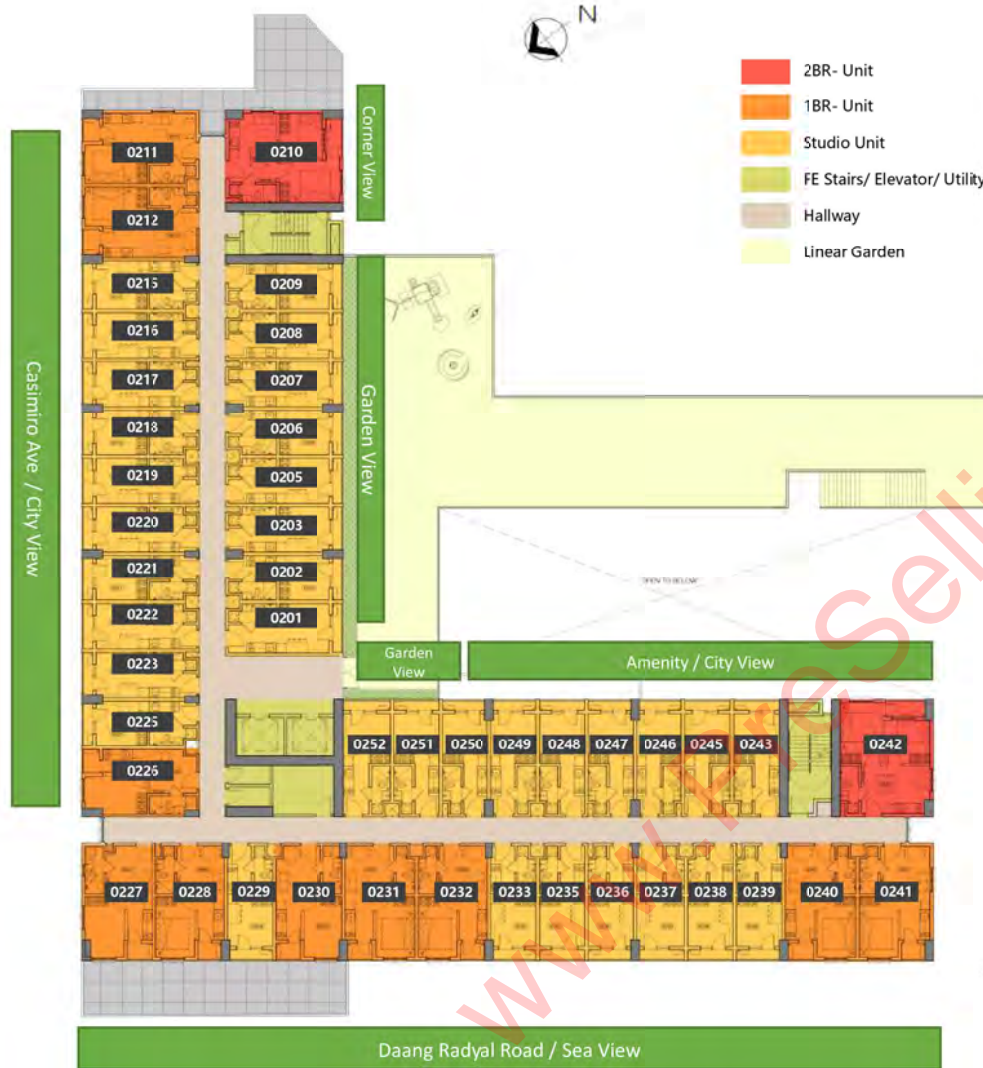 N
2BR- Unit
1BR- Unit
Studio Unit
FE Stairs/ Elevator/ Utility
Hallway
Linear Garden
Corner View
0211
0210
0212
0215
0209
0216
0208
0217
0207
0218
0206
0219
0205
0220
0203
0221
0202
0222
0201
0223
0225
0226
Casimiro Ave / City View
Garden View
OPEN TO BELOW
Garden
View
Amenity / City View
0252
0251
0250
0249
0248
0247
0246
0245
0243
0242
0227
0228
0229
0230
0231
0232
0233
0235
0236
0237
0238
0239
0240
0241
Daang Radyal Road / Sea View
www.PreSelli